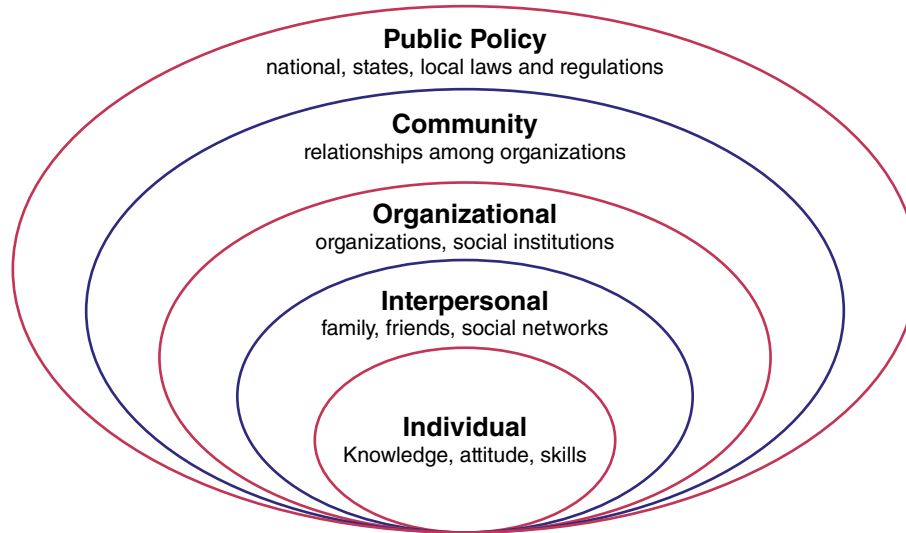 Public Policy
national, states, local laws and regulations
Community
relationships among organizations
Organizational
organizations, social institutions
Interpersonal
family, friends, social networks
Individual
Knowledge, attitude, skills